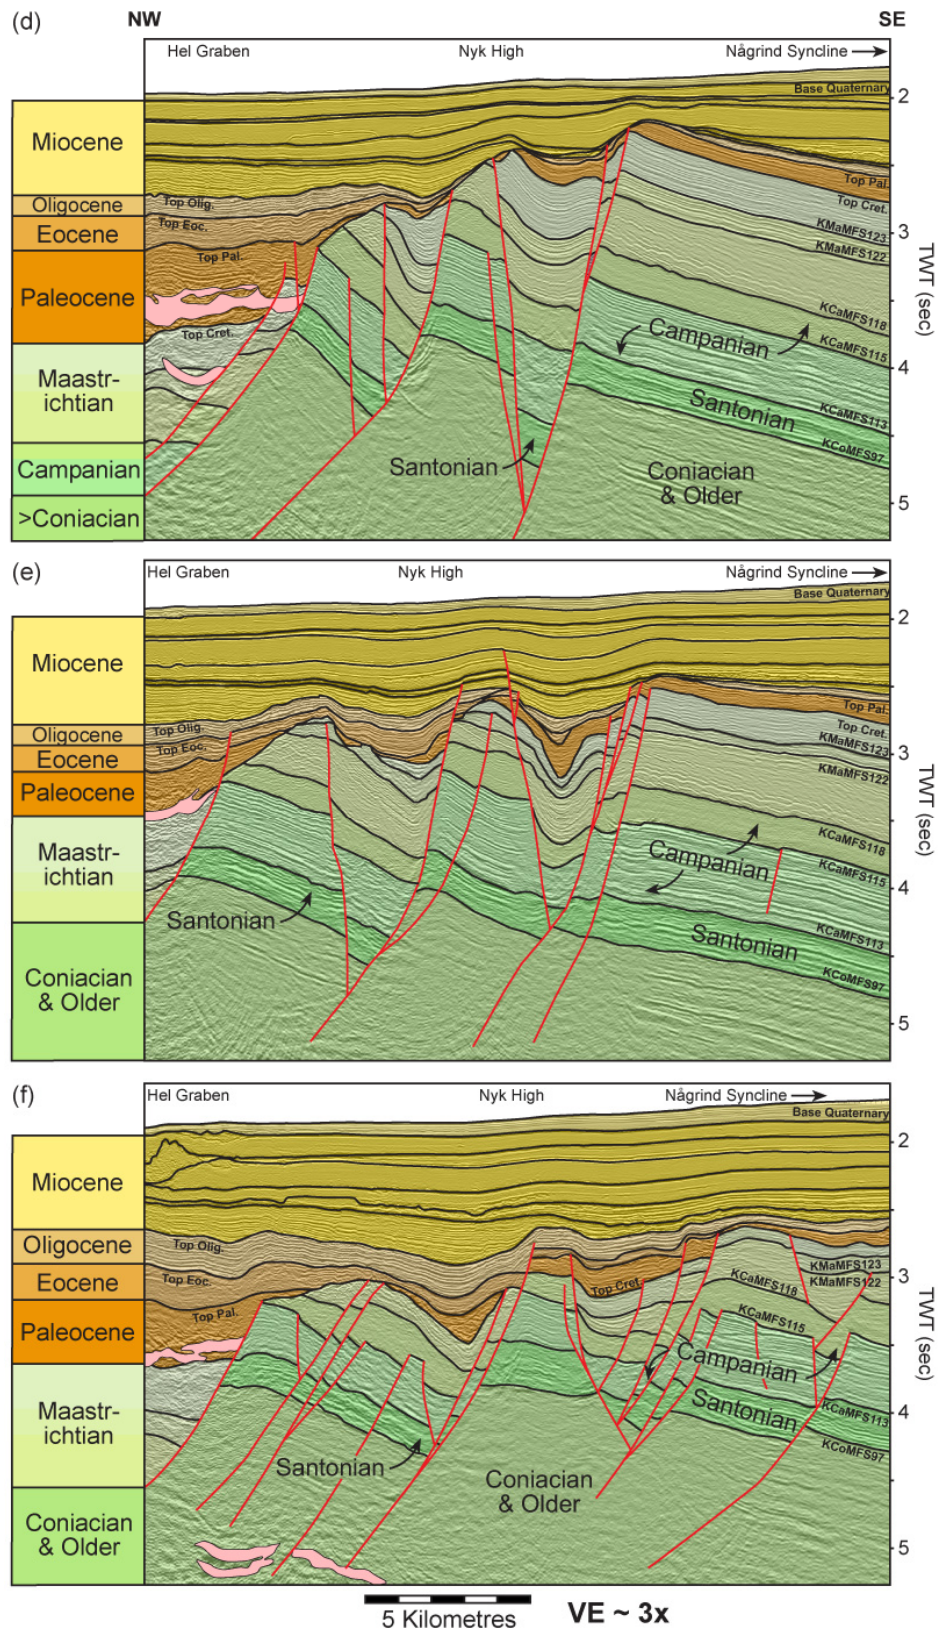 (d)
NW
SE
Hel Graben
Nyk High
Någrind Syncline
Base Quaternary
2
Miocene
Top Pal.
Oligocene
Top Olig.
Top Cret.
Eocene
Top Eoc.
KMaMFS123
3
KMaMFS122
Top Pal.
TWT (sec)
Paleocene
KCaMFS118
Top Cret.
Campanian
KCaMFS115
4
Maastr-
ichtian
Santonian
KCaMFS113
Santonian
KCoMFS97
Campanian
Coniacian
& Older
5
>Coniacian
(e)
Hel Graben
Nyk High
Någrind Syncline
Base Quaternary
2
Miocene
Top Pal.
Top Olig.
Oligocene
Top Cret.
Top Eoc.
KMaMFS123
3
Eocene
KMaMFS122
Paleocene
TWT (sec)
KCaMFS118
Maastr-
ichtian
Campanian
KCaMFS115
4
Santonian
Santonian
KCaMFS113
Coniacian
& Older
KCoMFS97
5
(f)
Hel Graben
Nyk High
Någrind Syncline
Base Quaternary
2
Miocene
Oligocene
Top Olig.
KMaMFS123
3
Eocene
Top Eoc.
Top Cret.
KCaMFS118
KMaMFS122
Top Pal.
KCaMFS115
TWT (sec)
Paleocene
Campanian
Maastr-
ichtian
Santonian
KCaMFS113
4
Santonian
KCoMFS97
Coniacian
& Older
Coniacian
& Older
5
5 Kilometres
VE ~ 3x